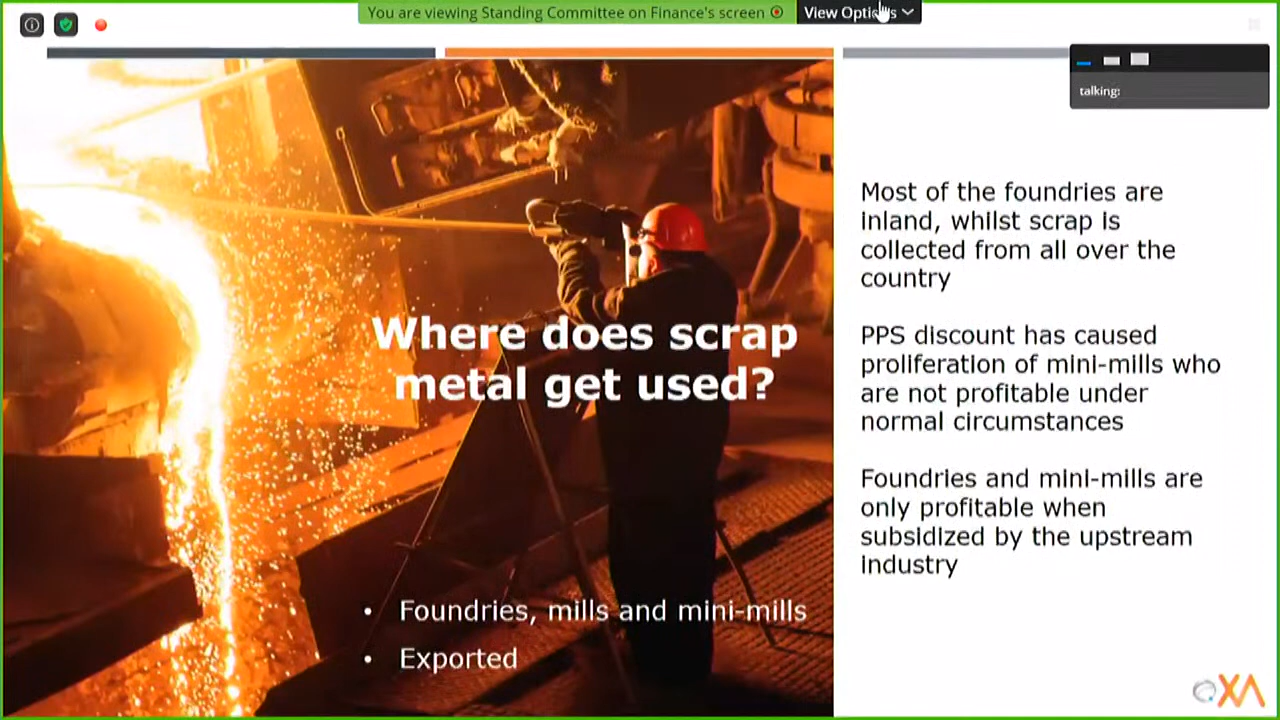 You are viewing Standing Committee on Finance's screen
View Options
talking:
Where does scrap
metal get used?
• Foundries, mills and mini-mills
• Exported
Most of the foundries are
inland, whilst scrap is
collected from all over the
country
PPS discount has caused
proliferation of mini-mills who
are not profitable under
normal circumstances
Foundries and mini-mills are
only profitable when
subsidized by the upstream
industry